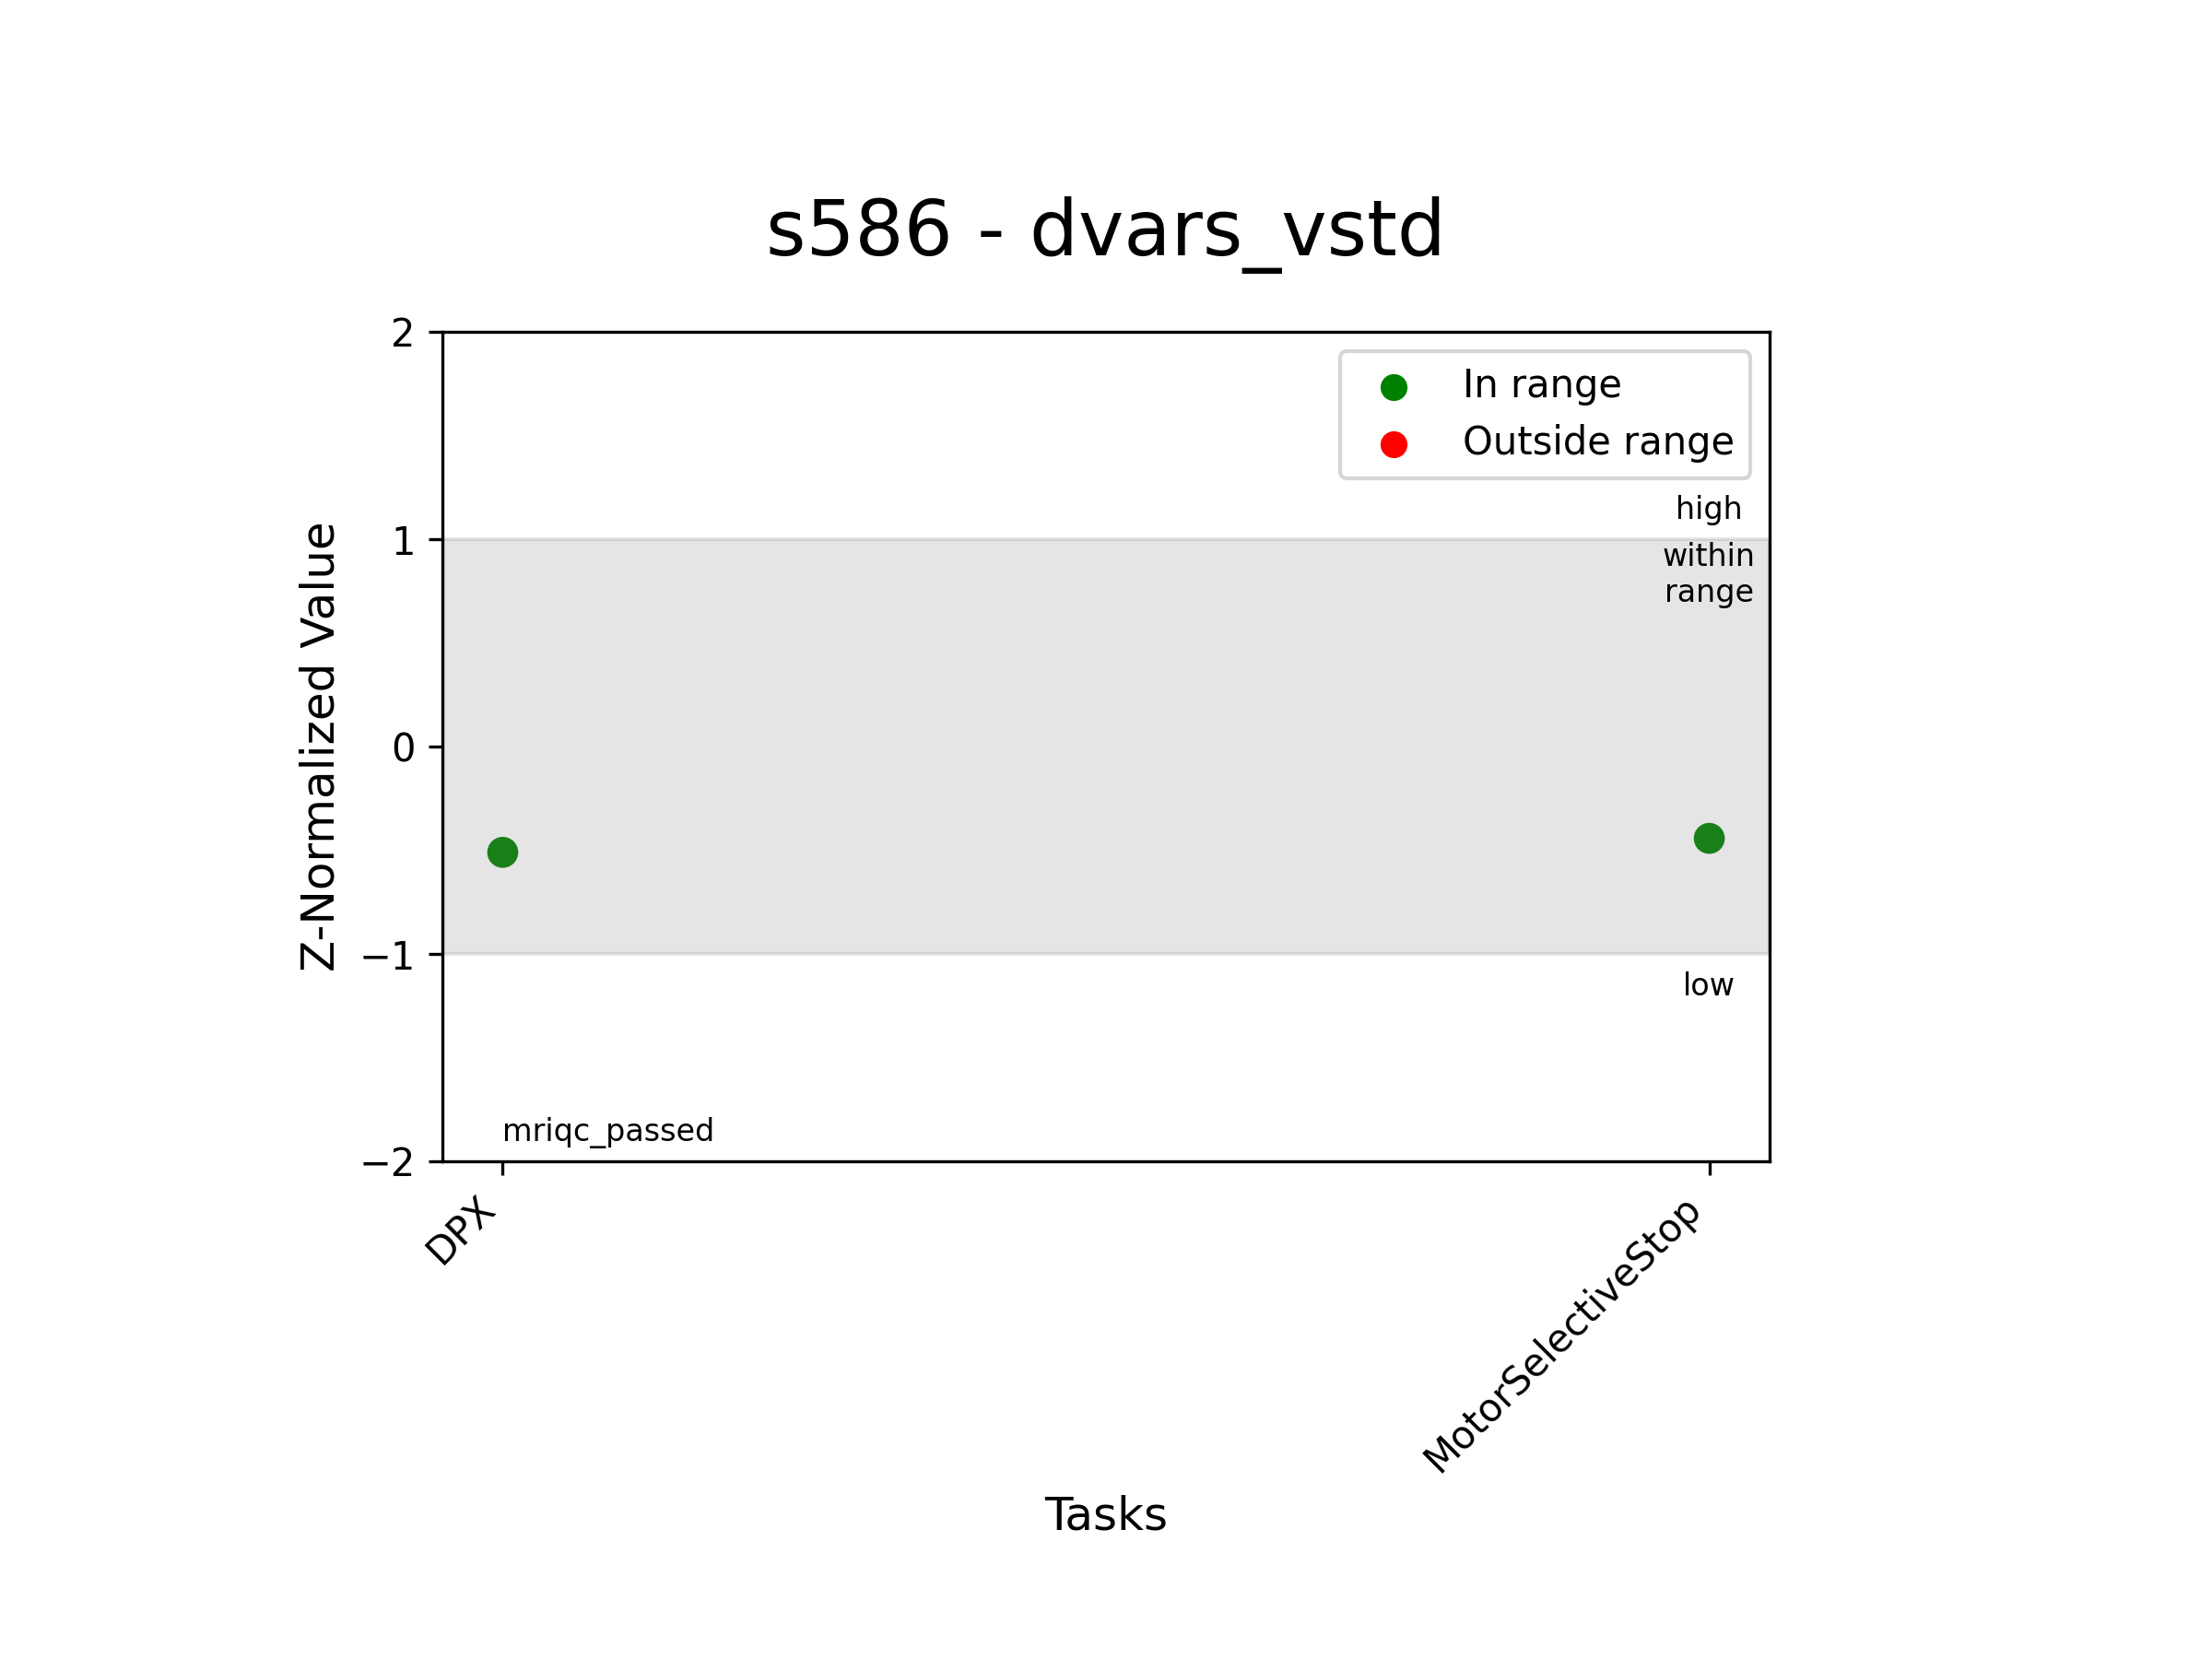 s586 - dvars_vstd
2
In range
Outside range
high
1
within
range
Z-Normalized Value
0
−1
low
mriqc_passed
−2
DPX
MotorSelectiveStop
Tasks